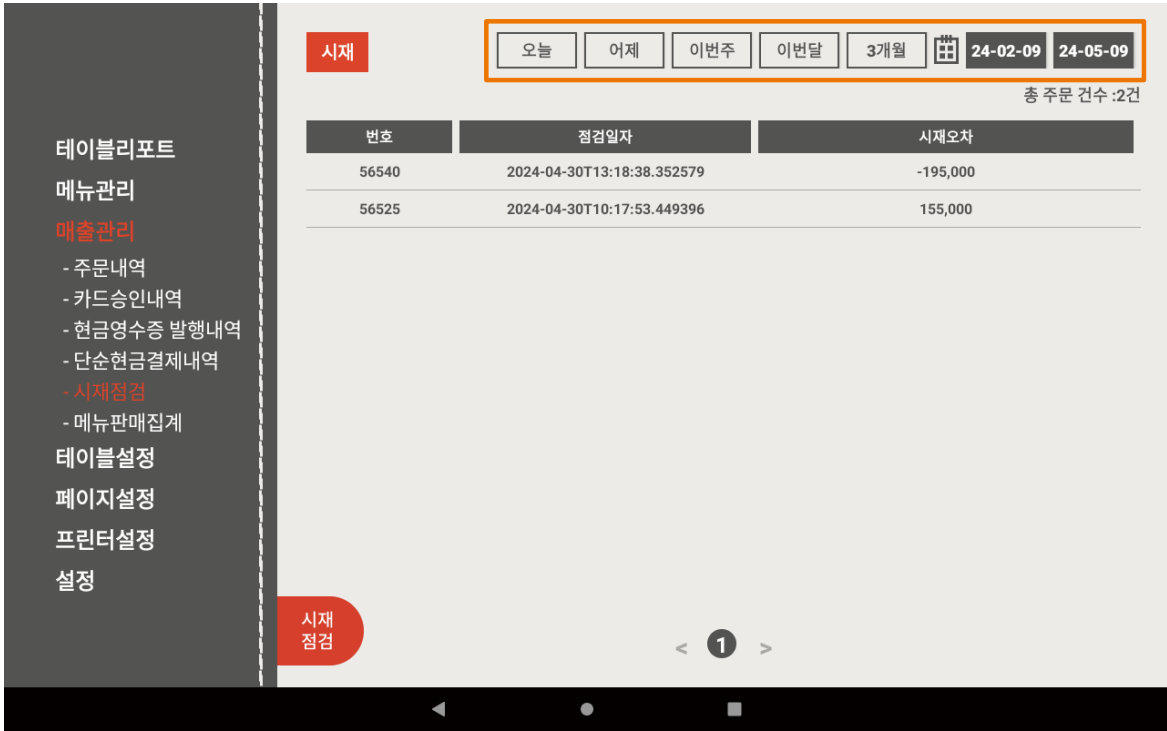 테이블리포트
메뉴관리
매출관리
- 주문내역
- 카드승인내역
- 현금영수증 발행내역
- 단순현금결제내역
- 시재점검
- 메뉴판매집계
테이블설정
페이지설정
프린터설정
설정
시재
오늘 어제 이번주 이번달 3개월 24-02-09 24-05-09
총 주문 건수 :2건
번호 점검일자 시재오차
56540 2024-04-30T13:18:38.352579 -195,000
56525 2024-04-30T10:17:53.449396 155,000
시재
점검
< 1 >